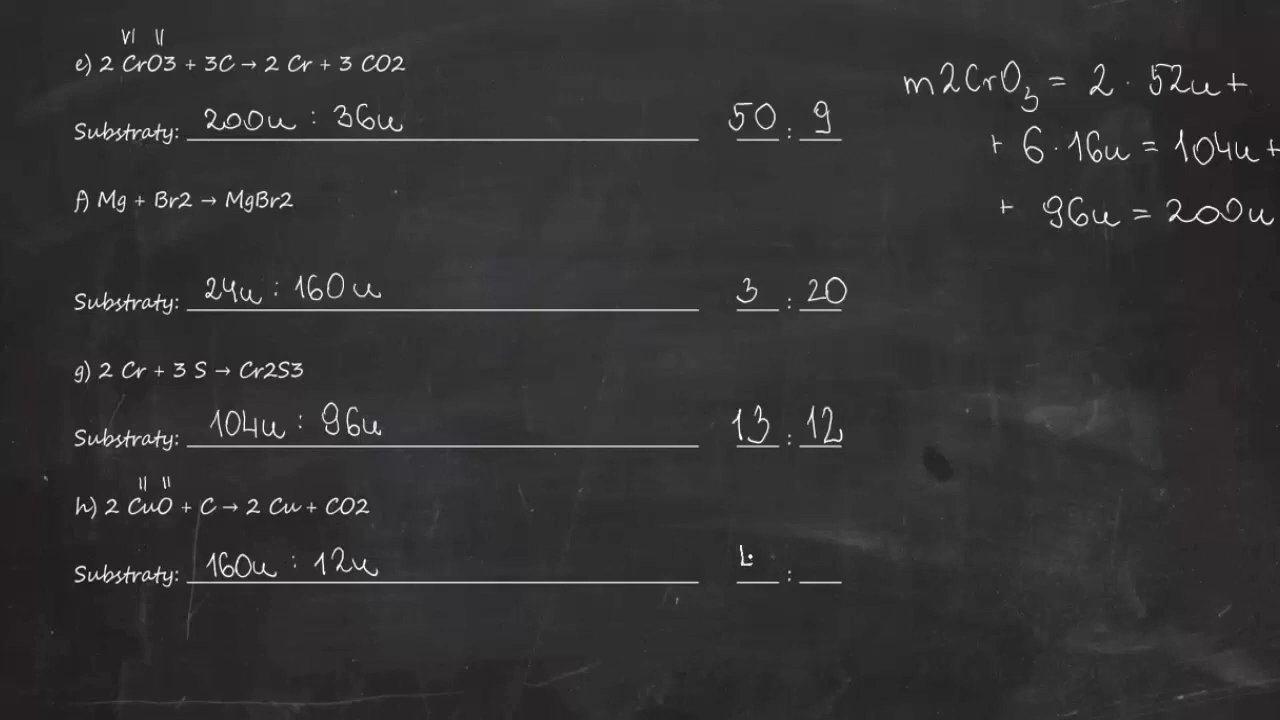 VI II
e) 2 CrO3 + 3C → 2 Cr + 3 CO2
Substraty: 200u : 36u 50 : 9
f) Mg + Br2 → MgBr2
Substraty: 24u : 160u 3 : 20
g) 2 Cr + 3 S → Cr2S3
Substraty: 104u : 96u 13 : 12
II II
h) 2 CuO + C → 2 Cu + CO2
Substraty: 160u : 12u :
m2CrO₃ = 2 · 52u +
+ 6 · 16u = 104u +
+ 96u = 200u